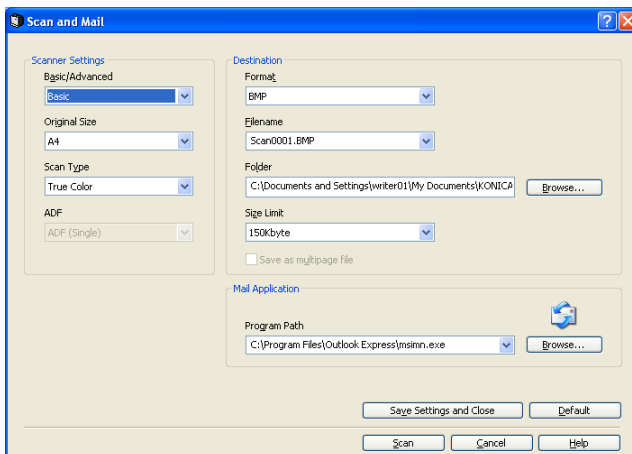 Scan and Mail
Scanner Settings
Basic/Advanced
Basic
Original Size
A4
Scan Type
True Color
ADF
ADF (Single)
Destination
Format
BMP
Filename
Scan0001.BMP
Folder
C:\Documents and Settings\writer01\My Documents\KONICA
Browse...
Size Limit
150Kbyte
Save as multipage file
Mail Application
Program Path
C:\Program Files\Outlook Express\msimn.exe
Browse...
Save Settings and Close
Default
Scan
Cancel
Help